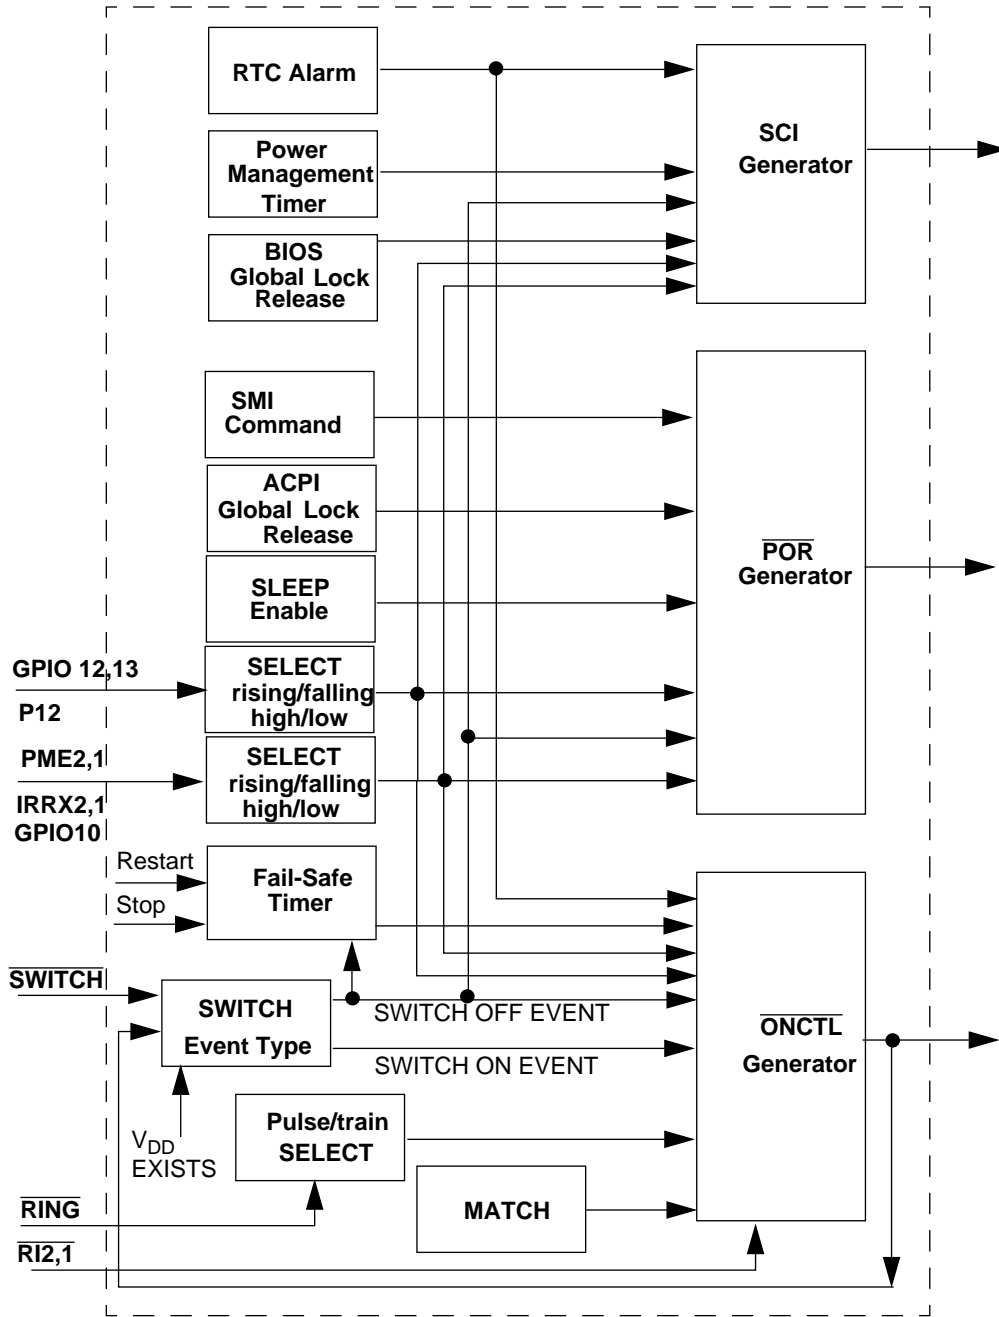 RTC Alarm
SCI
Generator
Power
Management
Timer
BIOS
Global Lock
Release
SMI
Command
ACPI
Global Lock
Release
POR
Generator
SLEEP
Enable
GPIO 12,13
P12
SELECT
rising/falling
high/low
PME2,1
IRRX2,1
GPIO10
SELECT
rising/falling
high/low
Restart
Stop
Fail-Safe
Timer
SWITCH
SWITCH
Event Type
SWITCH OFF EVENT
SWITCH ON EVENT
ONCTL
Generator
VDD
EXISTS
Pulse/train
SELECT
MATCH
RING
RI2,1